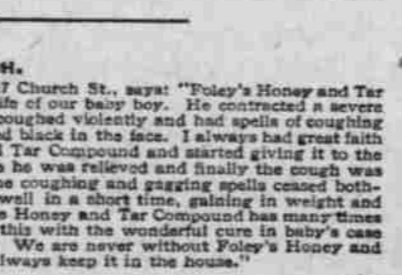 H.
7 Church St., says: "Foley's Honey and Tar
ife of our baby boy. He contracted a severe
coughed violently and had spells of coughing
d black in the face. I always had great faith
d Tar Compound and started giving it to the
s he was relieved and finally the cough was
he coughing and gagging spells ceased both-
well in a short time, gaining in weight and
s Honey and Tar Compound has many times
this with the wonderful cure in baby's case
We are never without Foley's Honey and
lways keep it in the house."